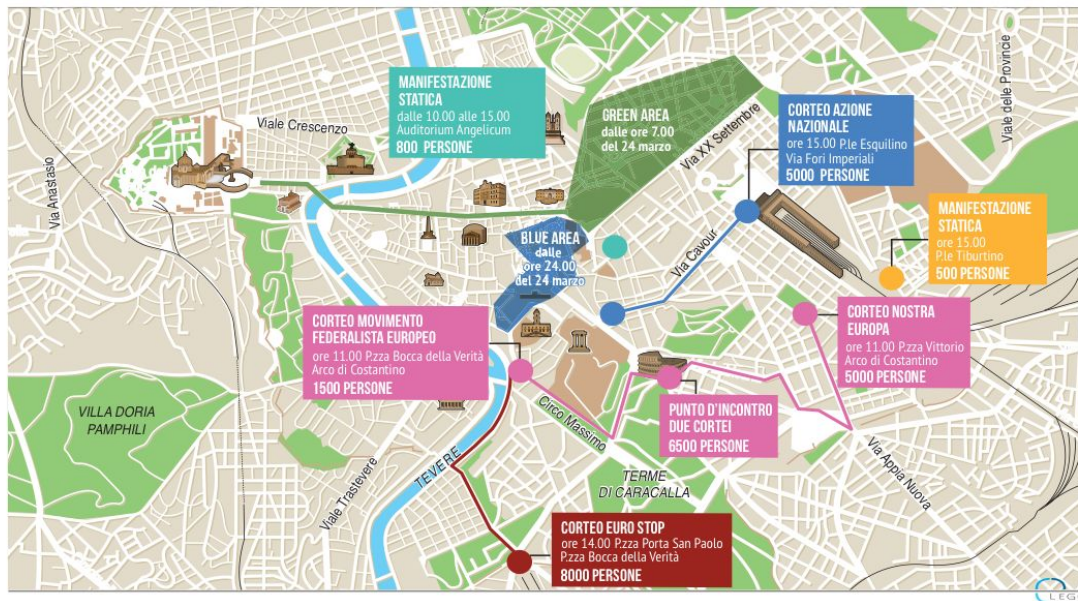 MANIFESTAZIONE
STATICA
dalle 10.00 alle 15.00
Auditorium Angelicum
800 PERSONE
GREEN AREA
dalle ore 7.00
del 24 marzo
CORTEO AZIONE
NAZIONALE
ore 15.00 P.le Esquilino
Via Fori Imperiali
5000 PERSONE
Viale delle Provincie
Viale Crescenzo
Via XX Settembre
Via Anastasio
MANIFESTAZIONE
STATICA
ore 15.00
P.le Tiburtino
500 PERSONE
BLUE AREA
dalle
ore 24.00
del 24 marzo
Via Cavour
CORTEO MOVIMENTO
FEDERALISTA EUROPEO
ore 11.00 P.zza Bocca della Verità
Arco di Costantino
1500 PERSONE
CORTEO NOSTRA
EUROPA
ore 11.00 P.zza Vittorio
Arco di Costantino
5000 PERSONE
PUNTO D'INCONTRO
DUE CORTEI
6500 PERSONE
VILLA DORIA
PAMPHILI
Circo Massimo
TEVERE
Viale Trastevere
Via Appia Nuova
TERME
DI CARACALLA
CORTEO EURO STOP
ore 14.00 P.zza Porta San Paolo
P.zza Bocca della Verità
8000 PERSONE
LEG